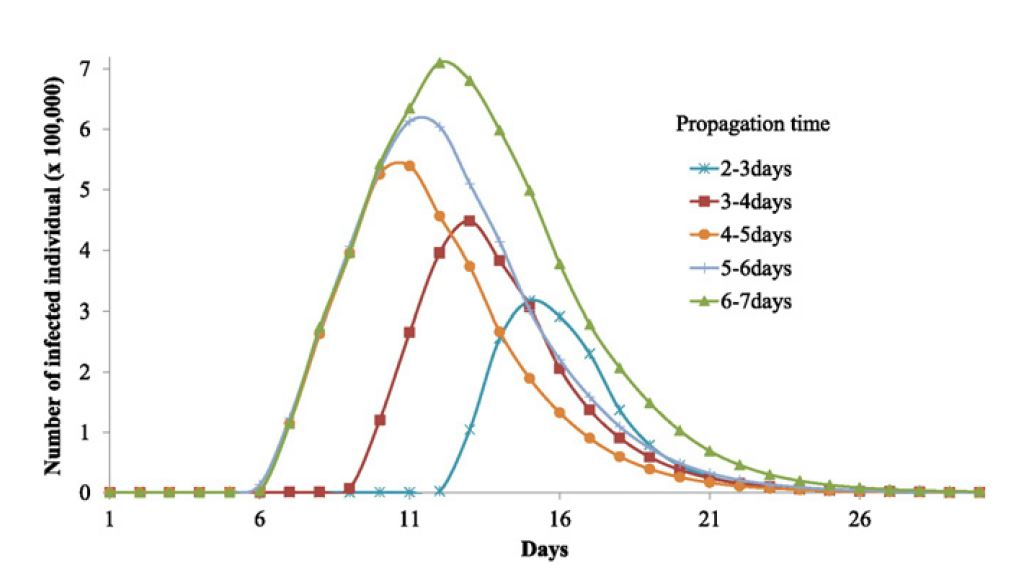 Number of infected individual (x 100,000)
7
6
5
4
3
2
1
0
1 6 11 16 21 26
Days
Propagation time
2-3days
3-4days
4-5days
5-6days
6-7days